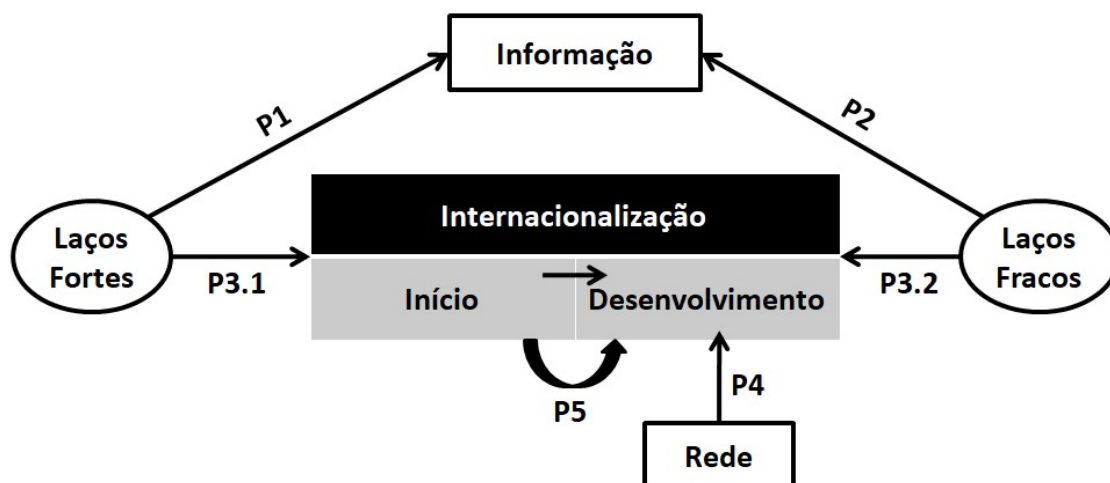 Informação
P1
P2
Internacionalização
Laços
Fortes
Laços
Fracos
P3.1
P3.2
Início
Desenvolvimento
P5
P4
Rede